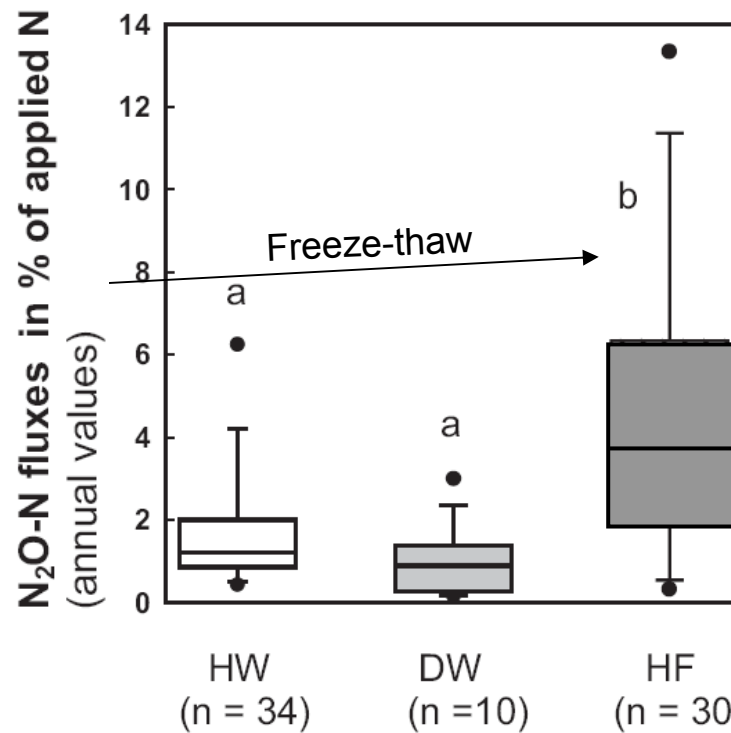 N₂O-N fluxes in % of applied N
(annual values)
14
12
10
8
6
4
2
0
Freeze-thaw
a
a
b
HW
(n = 34)
DW
(n =10)
HF
(n = 30